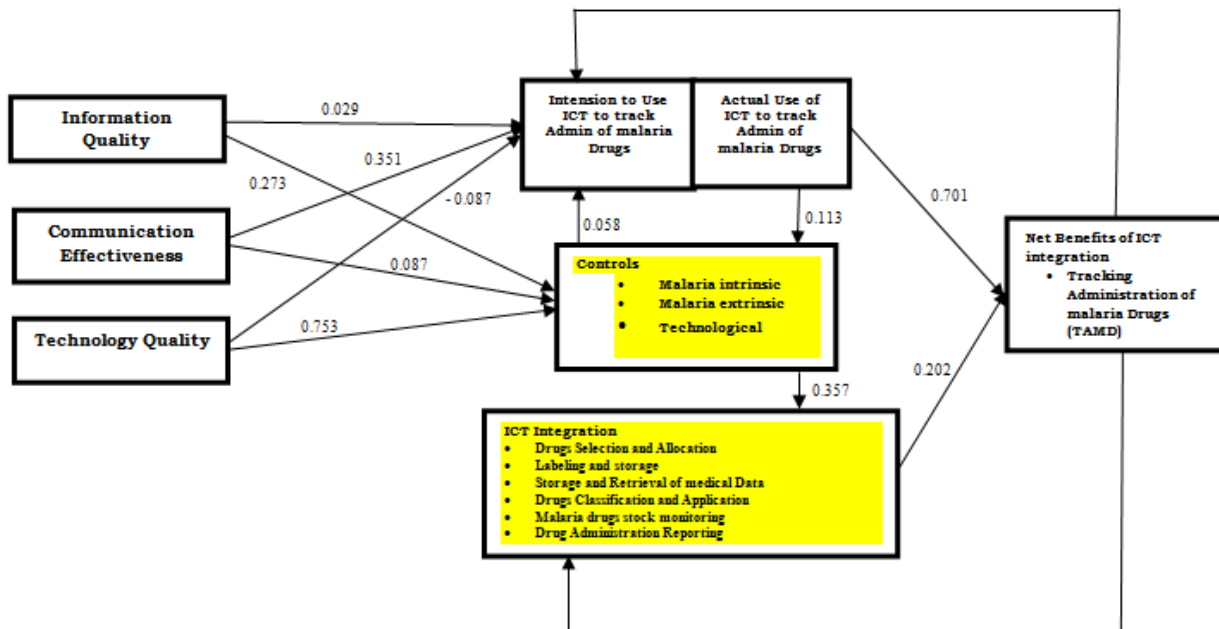 Information
Quality
Communication
Effectiveness
Technology Quality
0.029
0.351
0.273
- 0.087
0.087
0.753
Intension to Use
ICT to track
Admin of malaria
Drugs
Actual Use of
ICT to track
Admin of
malaria Drugs
0.058
0.113
0.701
Controls
• Malaria intrinsic
• Malaria extrinsic
• Technological
0.357
0.202
ICT Integration
• Drugs Selection and Allocation
• Labeling and storage
• Storage and Retrieval of medical Data
• Drugs Classification and Application
• Malaria drugs stock monitoring
• Drug Administration Reporting
Net Benefits of ICT
integration
• Tracking
Administration of
malaria Drugs
(TAMD)